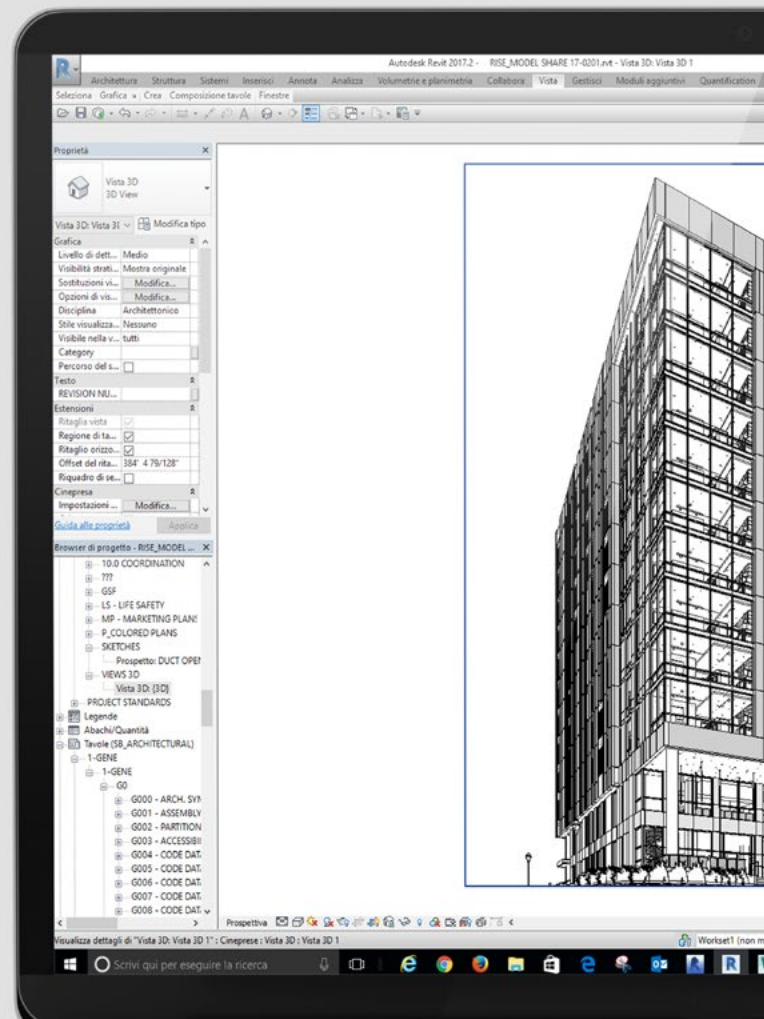 Autodesk Revit 2017.2 - RISE_MODEL SHARE 17-0201.rvt - Vista 3D: Vista 3D 1
Architettura Struttura Sistemi Inserisci Annota Analizza Volumetrie e planimetria Collabora Vista Gestisci Moduli aggiuntivi Quantification
Seleziona Grafica Crea Composizione tavole Finestre
Proprietà
Vista 3D
3D View
Vista 3D: Vista 3D Modifica tipo
Grafica
Livello di dett... Medio
Visibilità strati... Mostra originale
Sostituzioni vi... Modifica...
Opzioni di vis... Modifica...
Disciplina Architettonico
Stile visualizza... Nessuno
Visibile nella v... tutti
Category
Percorso del s...
Testo
REVISION NU...
Estensioni
Ritaglia vista
Regione di ta...
Ritaglio orizzo...
Offset del rita... 384' 4 79/128"
Riquadro di se...
Cinepresa
Impostazioni ... Modifica...
Guida alle proprietà Applica
Browser di progetto - RISE_MODEL ...
10.0 COORDINATION
???
GSF
LS - LIFE SAFETY
MP - MARKETING PLANS
P_COLORED PLANS
SKETCHES
Prospetto: DUCT OPEN
VIEWS 3D
Vista 3D: {3D}
PROJECT STANDARDS
Legende
Abachi/Quantità
Tavole (SB_ARCHITECTURAL)
1-GENE
1-GENE
G0
G000 - ARCH. SYM
G001 - ASSEMBLY
G002 - PARTITION
G003 - ACCESSIBI
G004 - CODE DAT
G005 - CODE DAT
G006 - CODE DAT
G007 - CODE DAT
G008 - CODE DAT
Prospettiva
Visualizza dettagli di "Vista 3D: Vista 3D 1" : Cineprese : Vista 3D : Vista 3D 1 Workset1 (non m
Scrivi qui per eseguire la ricerca